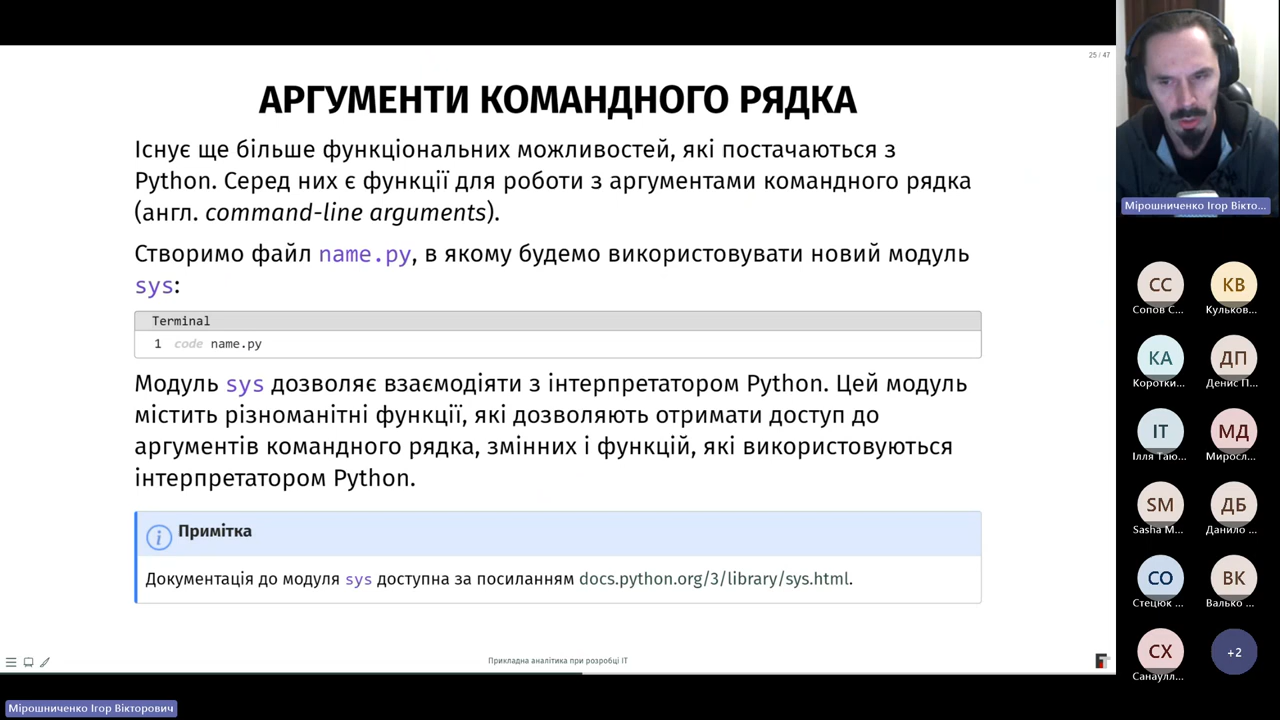 25 / 47
АРГУМЕНТИ КОМАНДНОГО РЯДКА
Існує ще більше функціональних можливостей, які постачаються з
Python. Серед них є функції для роботи з аргументами командного рядка
(англ. command-line arguments).
Створимо файл name.py, в якому будемо використовувати новий модуль
sys:
Terminal
1 code name.py
Модуль sys дозволяє взаємодіяти з інтерпретатором Python. Цей модуль
містить різноманітні функції, які дозволяють отримати доступ до
аргументів командного рядка, змінних і функцій, які використовуються
інтерпретатором Python.
Примітка
Документація до модуля sys доступна за посиланням docs.python.org/3/library/sys.html.
Прикладна аналітика при розробці IT
Мірошниченко Ігор Вікторович
Мірошниченко Ігор Вікто...
СС
Сопов С...
КВ
Кульков...
КА
Коротки...
ДП
Денис П...
ІТ
Ілля Таю...
МД
Миросл...
SM
Sasha M...
ДБ
Данило ...
СО
Стецюк ...
ВК
Валько ...
СХ
Санаулл...
+2